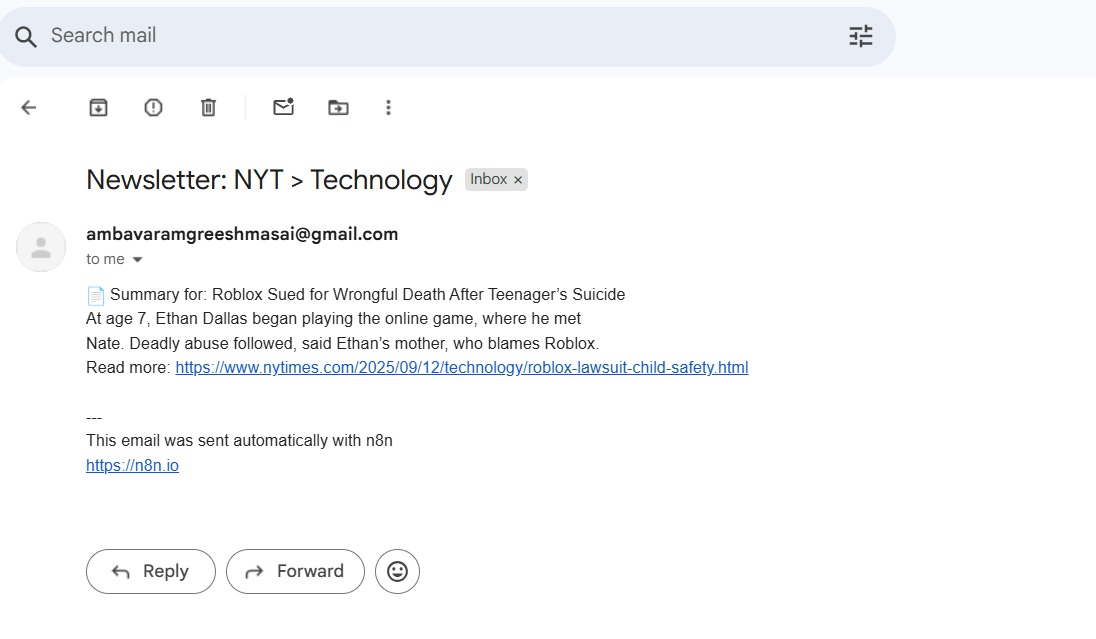 Search mail
Newsletter: NYT > Technology Inbox ×
ambavaramgreeshmasai@gmail.com
to me
Summary for: Roblox Sued for Wrongful Death After Teenager’s Suicide
At age 7, Ethan Dallas began playing the online game, where he met
Nate. Deadly abuse followed, said Ethan’s mother, who blames Roblox.
Read more: https://www.nytimes.com/2025/09/12/technology/roblox-lawsuit-child-safety.html
---
This email was sent automatically with n8n
https://n8n.io
Reply Forward